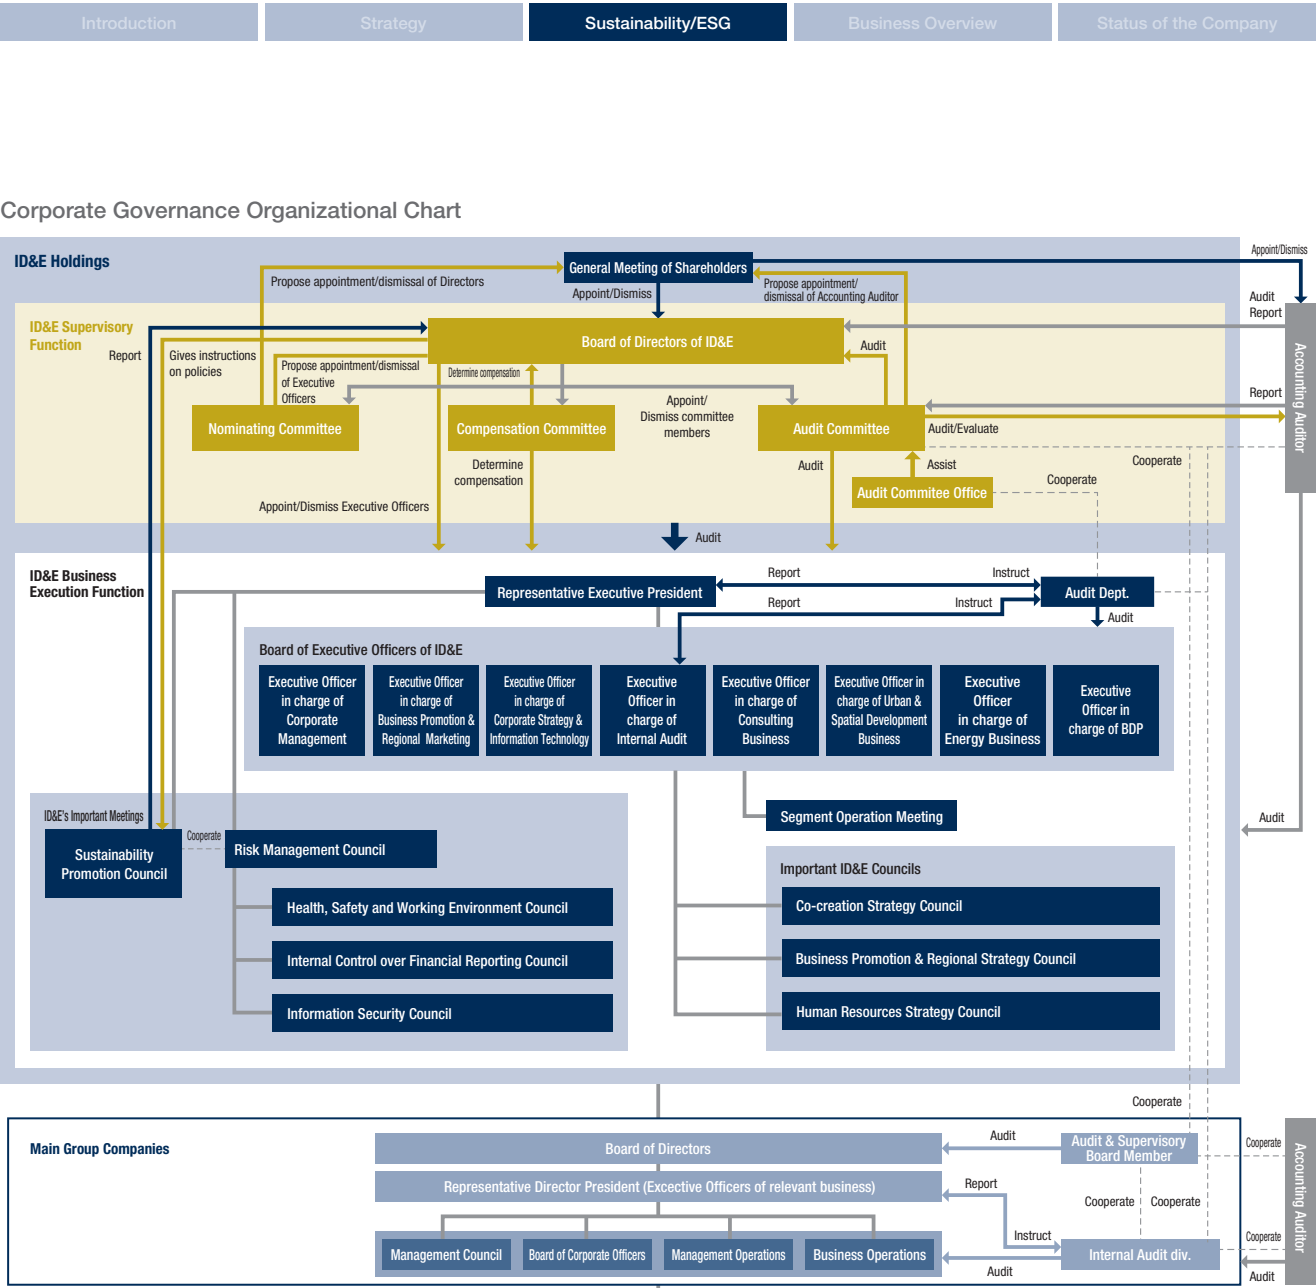 Introduction
Strategy
Sustainability/ESG
Business Overview
Status of the Company
Corporate Governance Organizational Chart
ID&E Holdings
General Meeting of Shareholders
Appoint/Dismiss
Propose appointment/dismissal of Directors
Appoint/Dismiss
Propose appointment/
dismissal of Accounting Auditor
Audit
Report
ID&E Supervisory
Function
Report
Gives instructions
on policies
Board of Directors of ID&E
Audit
Accounting Auditor
Propose appointment/dismissal
of Executive
Officers
Determine compensation
Appoint/
Dismiss committee
members
Report
Nominating Committee
Compensation Committee
Audit Committee
Audit/Evaluate
Determine
compensation
Audit
Assist
Cooperate
Cooperate
Audit Commitee Office
Appoint/Dismiss Executive Officers
Audit
ID&E Business
Execution Function
Representative Executive President
Report
Instruct
Audit Dept.
Report
Instruct
Audit
Board of Executive Officers of ID&E
Executive Officer
in charge of
Corporate
Management
Executive Officer
in charge of
Business Promotion &
Regional Marketing
Executive Officer
in charge of
Corporate Strategy &
Information Technology
Executive
Officer in
charge of
Internal Audit
Executive Officer
in charge of
Consulting
Business
Executive Officer in
charge of Urban &
Spatial Development
Business
Executive
Officer
in charge of
Energy Business
Executive
Officer in
charge of BDP
ID&E's Important Meetings
Sustainability
Promotion Council
Cooperate
Risk Management Council
Health, Safety and Working Environment Council
Internal Control over Financial Reporting Council
Information Security Council
Segment Operation Meeting
Audit
Important ID&E Councils
Co-creation Strategy Council
Business Promotion & Regional Strategy Council
Human Resources Strategy Council
Cooperate
Main Group Companies
Board of Directors
Audit
Audit & Supervisory
Board Member
Cooperate
Accounting Auditor
Representative Director President (Excective Officers of relevant business)
Report
Cooperate
Cooperate
Instruct
Cooperate
Management Council
Board of Corporate Officers
Management Operations
Business Operations
Internal Audit div.
Audit
Audit